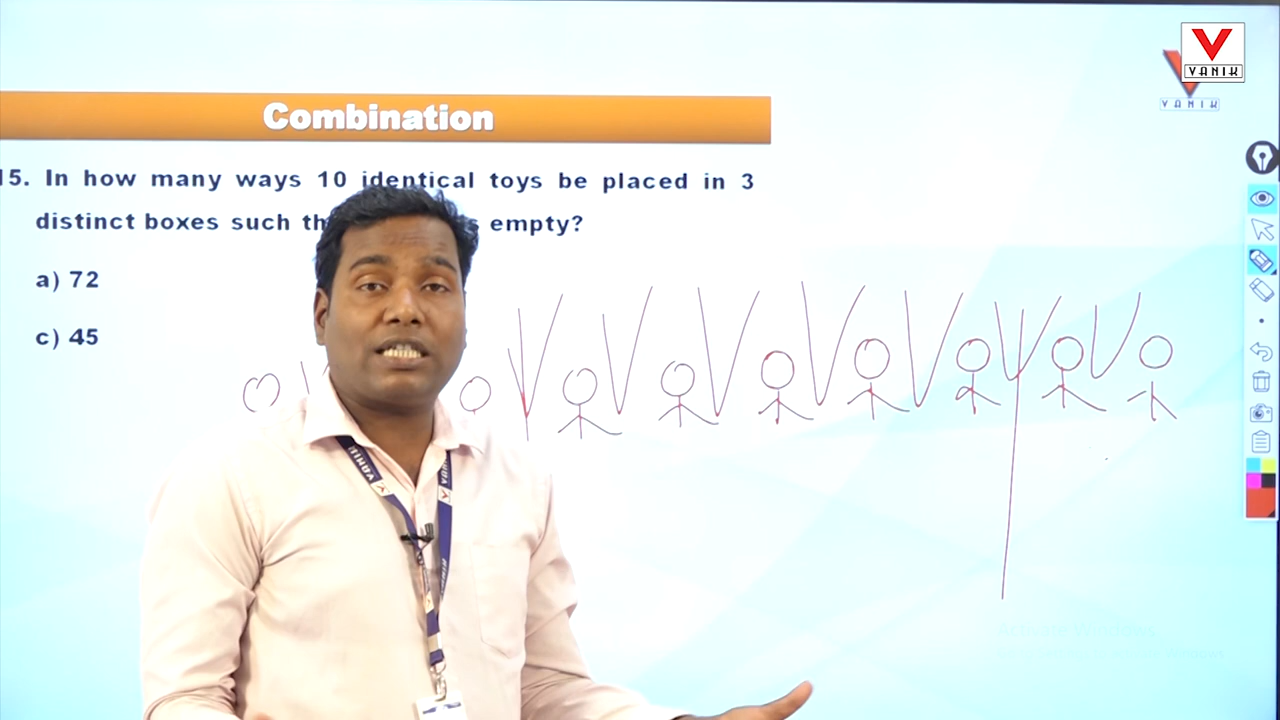 VANIK
VANIK
Combination
15. In how many ways 10 identical toys be placed in 3
distinct boxes such empty?
a) 72
c) 45
VANIK
VANIK